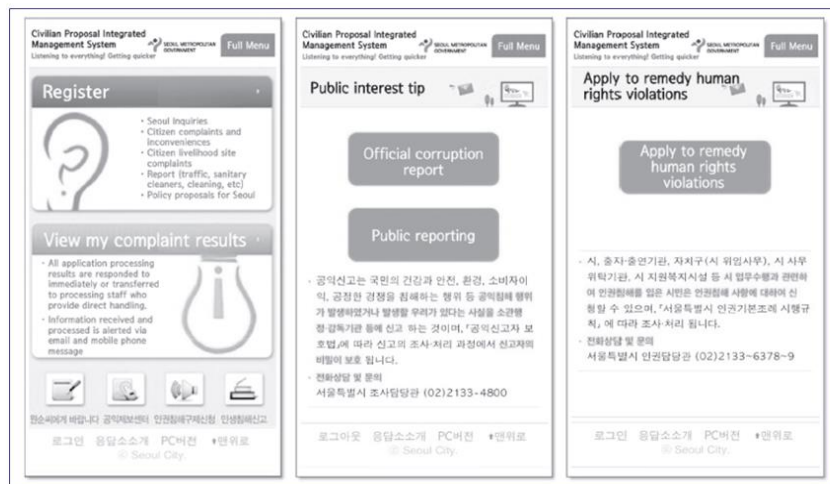 Civilian Proposal Integrated
Management System
SEOUL METROPOLITAN
GOVERNMENT
Full Menu
Listening to everything! Getting quicker
Register
· Seoul Inquiries
· Citizen complaints and
inconveniences
· Citizen livelihood site
complaints
· Report (traffic, sanitary
cleaners, cleaning, etc)
· Policy proposals for Seoul
View my complaint results
· All application processing
results are responded to
immediately or transferred
to processing staff who
provide direct handling.
· Information received and
processed is alerted via
email and mobile phone
message
원순씨에게 바랍니다 공익제보센터 인권침해구제신청 민생침해신고
로그인 응답소소개 PC버전 ⬆맨위로
ⓒ Seoul City.
Civilian Proposal Integrated
Management System
SEOUL METROPOLITAN
GOVERNMENT
Full Menu
Listening to everything! Getting quicker
Public interest tip
Official corruption
report
Public reporting
· 공익신고는 국민의 건강과 안전, 환경, 소비자이
익, 공정한 경쟁을 침해하는 행위 등 공익침해 행위
가 발생하였거나 발생할 우려가 있다는 사실을 소관행
정·감독기관 등에 신고 하는 것이며, 「공익신고자 보
호법」에 따라 신고의 조사·처리 과정에서 신고자의
비밀이 보호 됩니다.
· 전화상담 및 문의
서울특별시 조사담당관 (02)2133-4800
로그아웃 응답소소개 PC버전 ⬆맨위로
ⓒ Seoul City.
Civilian Proposal Integrated
Management System
SEOUL METROPOLITAN
GOVERNMENT
Full Menu
Listening to everything! Getting quicker
Apply to remedy human
rights violations
Apply to remedy
human rights
violations
· 시, 출자·출연기관, 자치구(시 위임사무), 시 사무
위탁기관, 시 지원복지시설 등 시 업무수행과 관련하
여 인권침해를 입은 시민은 인권침해 사항에 대하여 신
청할 수 있으며, 「서울특별시 인권기본조례 시행규
칙」에 따라 조사·처리 됩니다.
· 전화상담 및 문의
서울특별시 인권담당관 (02)2133-6378~9
로그인 응답소소개 PC버전 ⬆맨위로
ⓒ Seoul City.